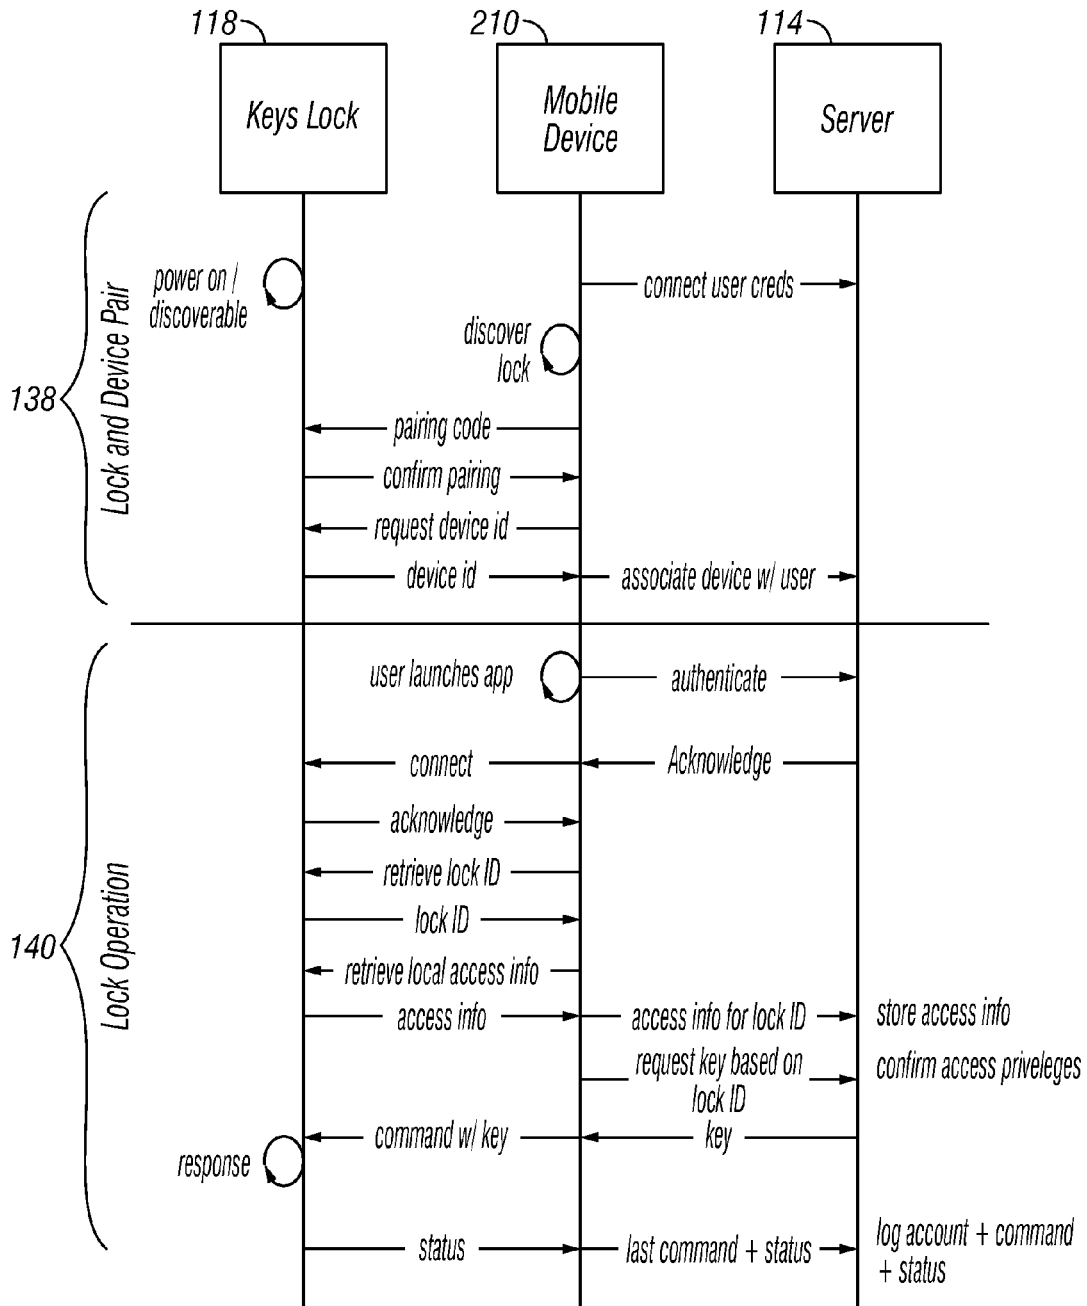 118
210
114
Keys Lock
Mobile
Device
Server
138
Lock and Device Pair
power on /
discoverable
connect user creds
discover
lock
pairing code
confirm pairing
request device id
device id
associate device w/ user
140
Lock Operation
user launches app
authenticate
connect
Acknowledge
acknowledge
retrieve lock ID
lock ID
retrieve local access info
access info
access info for lock ID
store access info
request key based on
lock ID
confirm access priveleges
command w/ key
key
response
status
last command + status
log account + command
+ status